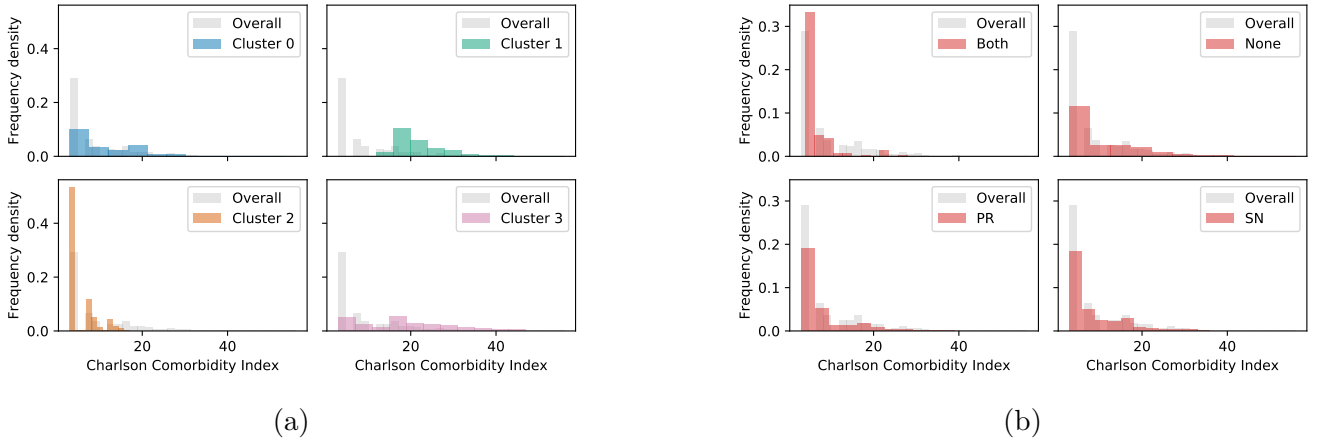 Frequency density
0.4
0.2
0.0
Overall
Cluster 0
Overall
Cluster 1
Frequency density
0.4
0.2
0.0
Overall
Cluster 2
Overall
Cluster 3
20
40
20
40
Charlson Comorbidity Index
Charlson Comorbidity Index
(a)
Frequency density
0.3
0.2
0.1
0.0
Overall
Both
Overall
None
Frequency density
0.3
0.2
0.1
0.0
Overall
PR
Overall
SN
20
40
20
40
Charlson Comorbidity Index
Charlson Comorbidity Index
(b)